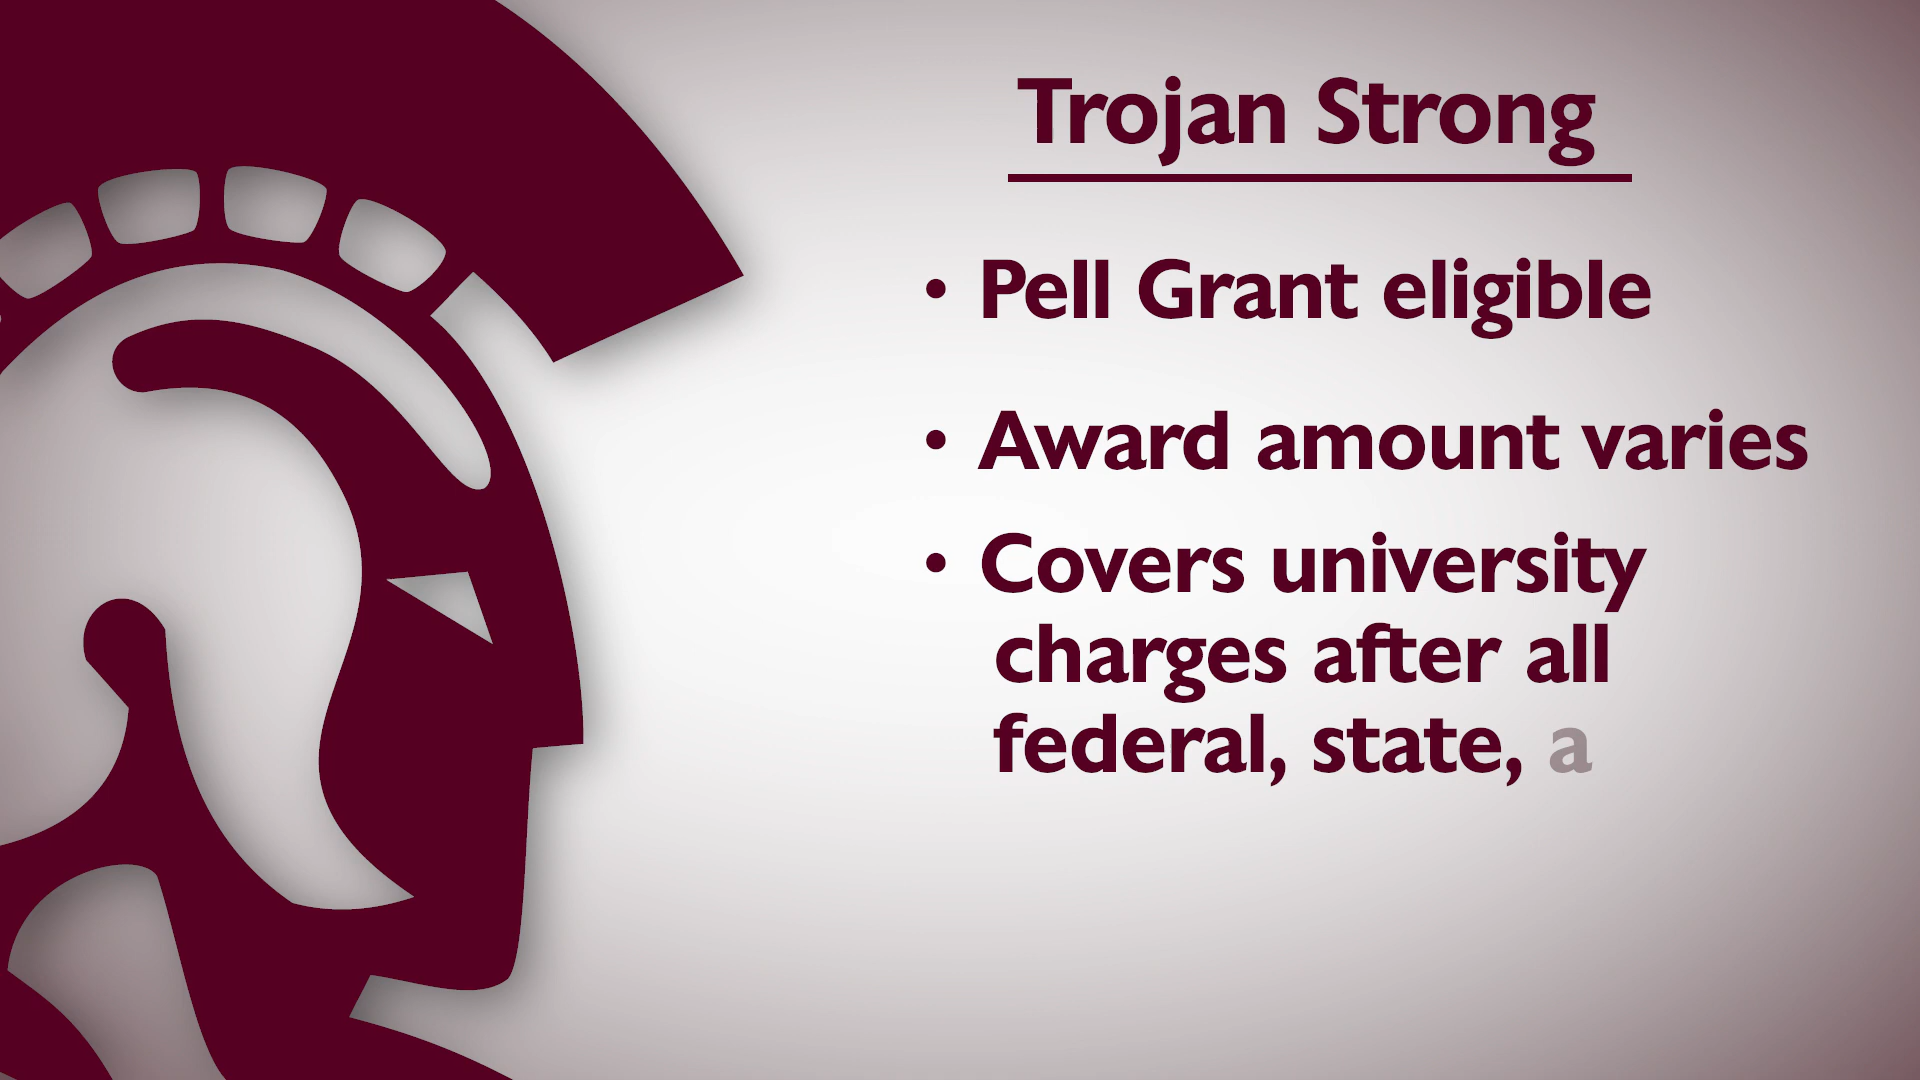 Trojan Strong
• Pell Grant eligible
• Award amount varies
• Covers university
charges after all
federal, state, a